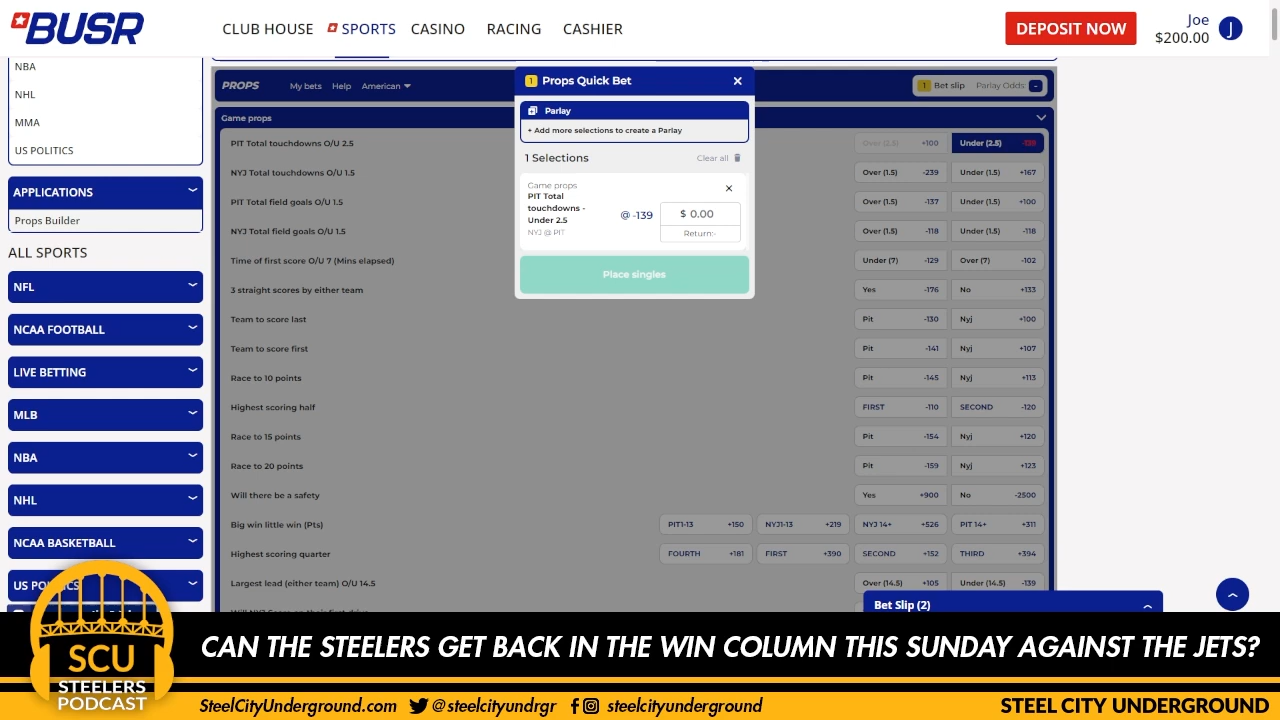 BUSR
CLUB HOUSE
SPORTS
CASINO
RACING
CASHIER
DEPOSIT NOW
Joe
$200.00
J
NBA
NHL
MMA
US POLITICS
APPLICATIONS
Props Builder
ALL SPORTS
NFL
NCAA FOOTBALL
LIVE BETTING
MLB
NBA
NHL
NCAA BASKETBALL
PROPS
My bets
Help
American
1 Bet slip
Parlay Odds: -
1 Props Quick Bet
Parlay
+ Add more selections to create a Parlay
1 Selections
Clear all
Game props
PIT Total
touchdowns -
Under 2.5
NYJ @ PIT
@ -139
$ 0.00
Return:-
Place singles
Game props
PIT Total touchdowns O/U 2.5 Over (2.5) +100 Under (2.5) -139
NYJ Total touchdowns O/U 1.5 Over (1.5) -239 Under (1.5) +167
PIT Total field goals O/U 1.5 Over (1.5) -137 Under (1.5) +100
NYJ Total field goals O/U 1.5 Over (1.5) -118 Under (1.5) -118
Time of first score O/U 7 (Mins elapsed) Under (7) -129 Over (7) -102
3 straight scores by either team Yes -176 No +133
Team to score last Pit -130 Nyj +100
Team to score first Pit -141 Nyj +107
Race to 10 points Pit -145 Nyj +113
Highest scoring half FIRST -110 SECOND -120
Race to 15 points Pit -154 Nyj +120
Race to 20 points Pit -159 Nyj +123
Will there be a safety Yes +900 No -2500
Big win little win (Pts) PIT1-13 +150 NYJ1-13 +219 NYJ 14+ +526 PIT 14+ +311
Highest scoring quarter FOURTH +181 FIRST +390 SECOND +152 THIRD +394
Largest lead (either team) O/U 14.5 Over (14.5) +105 Under (14.5) -139
Bet Slip (2)
SCU
STEELERS
PODCAST
CAN THE STEELERS GET BACK IN THE WIN COLUMN THIS SUNDAY AGAINST THE JETS?
SteelCityUnderground.com
@steelcityundrgr
steelcityunderground
STEEL CITY UNDERGROUND